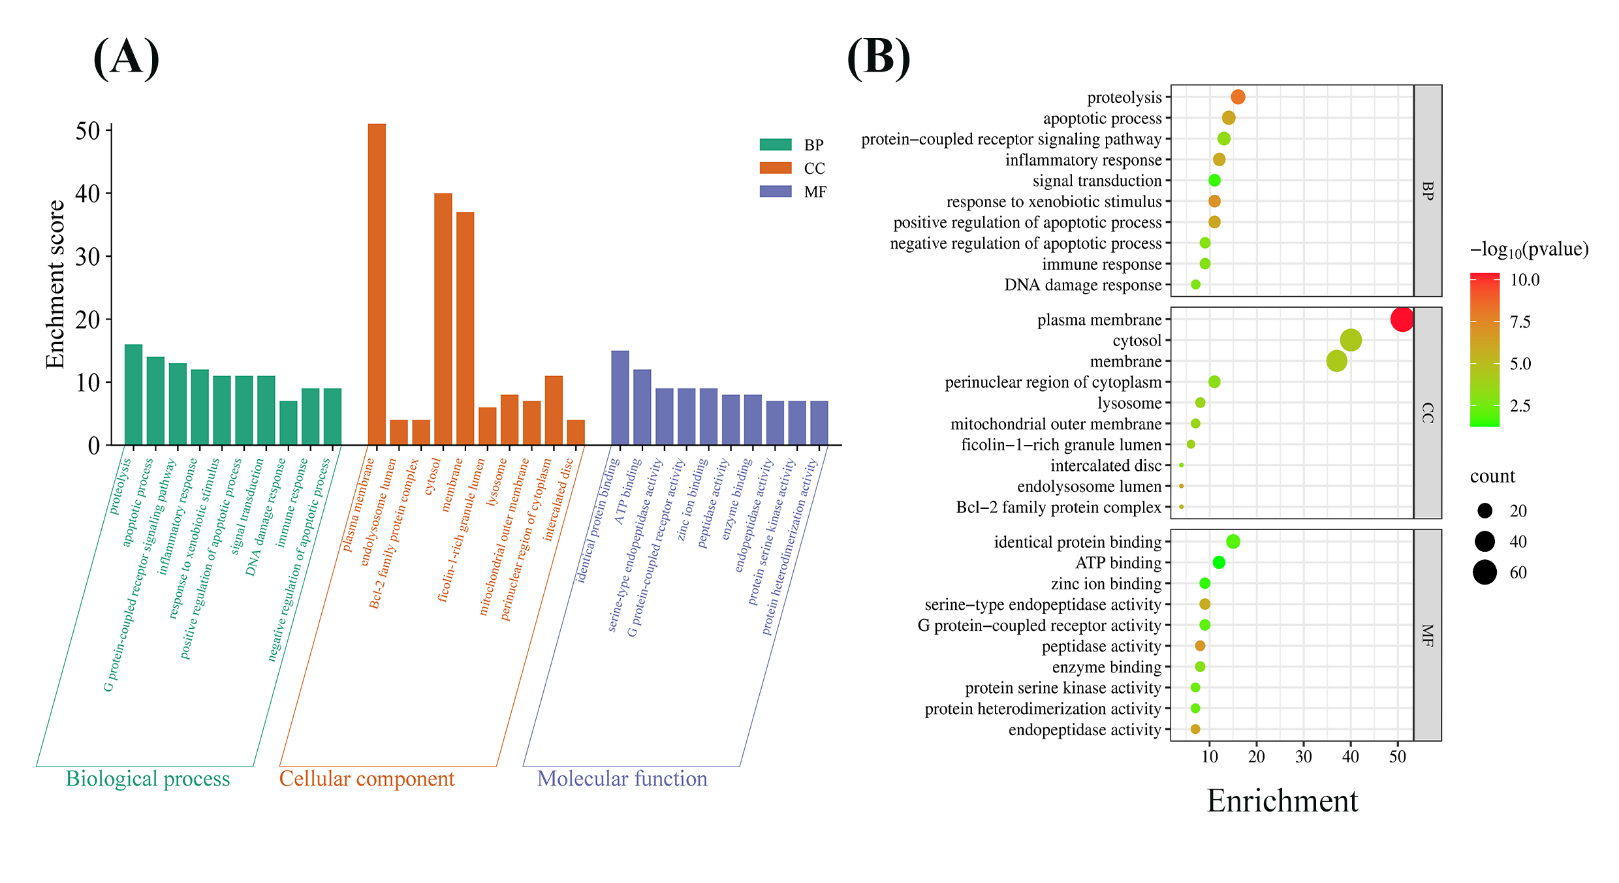 (A)
Enchment score
50
40
30
20
10
0
BP
CC
MF
proteolysis
apoptotic process
G protein-coupled receptor signaling pathway
inflammatory response
response to xenobiotic stimulus
positive regulation of apoptotic process
signal transduction
DNA damage response
immune response
negative regulation of apoptotic process
plasma membrane
endolysosome lumen
Bcl-2 family protein complex
cytosol
membrane
ficolin-1-rich granule lumen
lysosome
mitochondrial outer membrane
perinuclear region of cytoplasm
intercalated disc
identical protein binding
ATP binding
serine-type endopeptidase activity
G protein-coupled receptor activity
zinc ion binding
peptidase activity
enzyme binding
endopeptidase activity
protein serine kinase activity
protein heterodimerization activity
Biological process
Cellular component
Molecular function
(B)
proteolysis
apoptotic process
protein−coupled receptor signaling pathway
inflammatory response
signal transduction
response to xenobiotic stimulus
positive regulation of apoptotic process
negative regulation of apoptotic process
immune response
DNA damage response
BP
plasma membrane
cytosol
membrane
perinuclear region of cytoplasm
lysosome
mitochondrial outer membrane
ficolin−1−rich granule lumen
intercalated disc
endolysosome lumen
Bcl−2 family protein complex
CC
identical protein binding
ATP binding
zinc ion binding
serine−type endopeptidase activity
G protein−coupled receptor activity
peptidase activity
enzyme binding
protein serine kinase activity
protein heterodimerization activity
endopeptidase activity
MF
10 20 30 40 50
Enrichment
−log₁₀(pvalue)
10.0
7.5
5.0
2.5
count
20
40
60